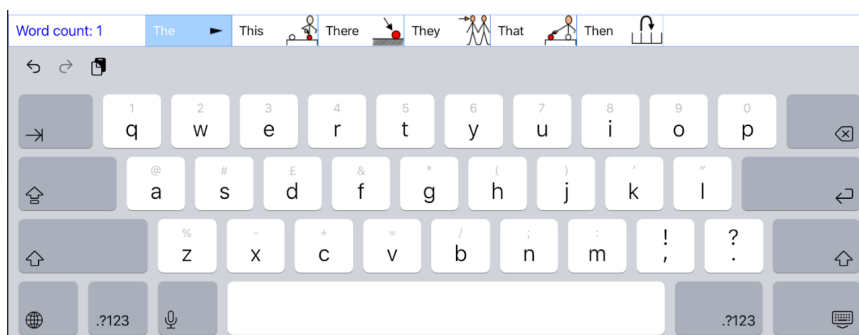 Word count: 1 The This There They That Then
1 2 3 4 5 6 7 8 9 0
q w e r t y u i o p
@ # £ & * ( ) ' "
a s d f g h j k l
% - + = / ; : ! ?
z x c v b n m , .
.?123 .?123